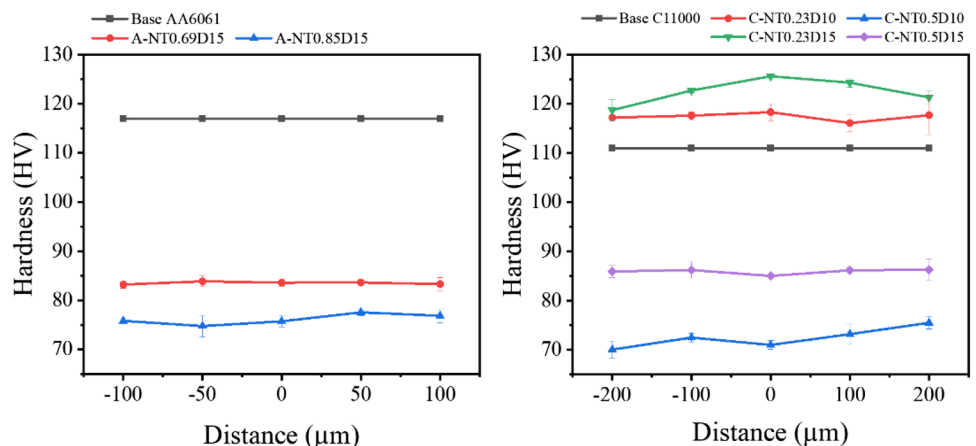 Base AA6061
A-NT0.69D15 A-NT0.85D15
130
120
110
100
90
80
70
Hardness (HV)
-100 -50 0 50 100
Distance (µm)
Base C11000 C-NT0.23D10 C-NT0.5D10
C-NT0.23D15 C-NT0.5D15
130
120
110
100
90
80
70
Hardness (HV)
-200 -100 0 100 200
Distance (µm)